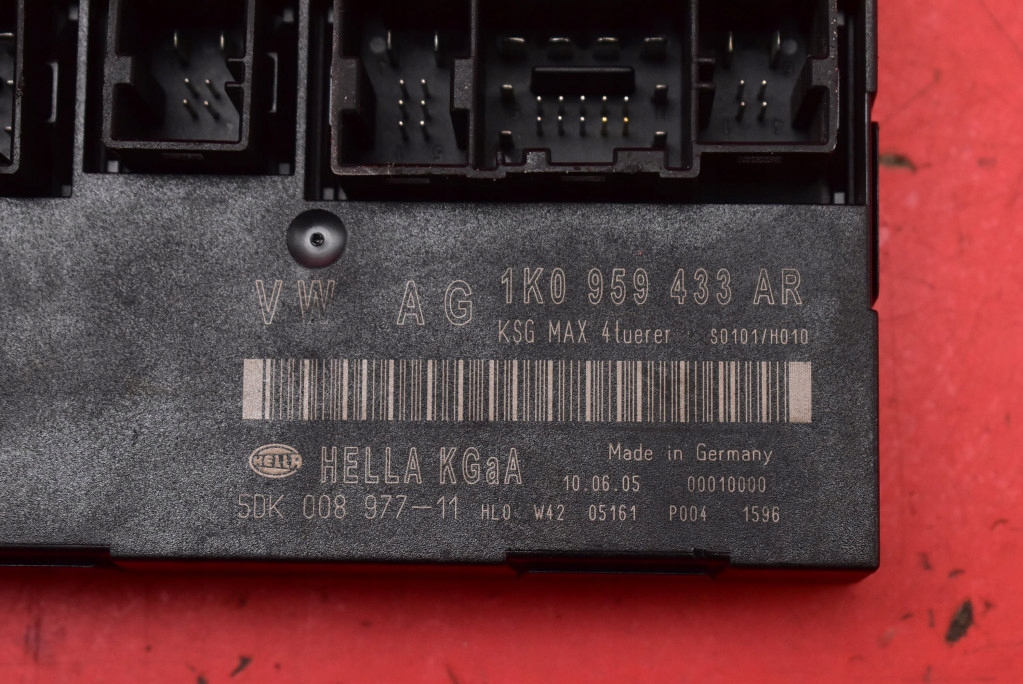 VW AG 1K0 959 433 AR
KSG MAX 4tuerer S0101/H010
HELLA HELLA KGaA Made in Germany
10.06.05 00010000
5DK 008 977-11 HL0 W42 05161 P004 1596